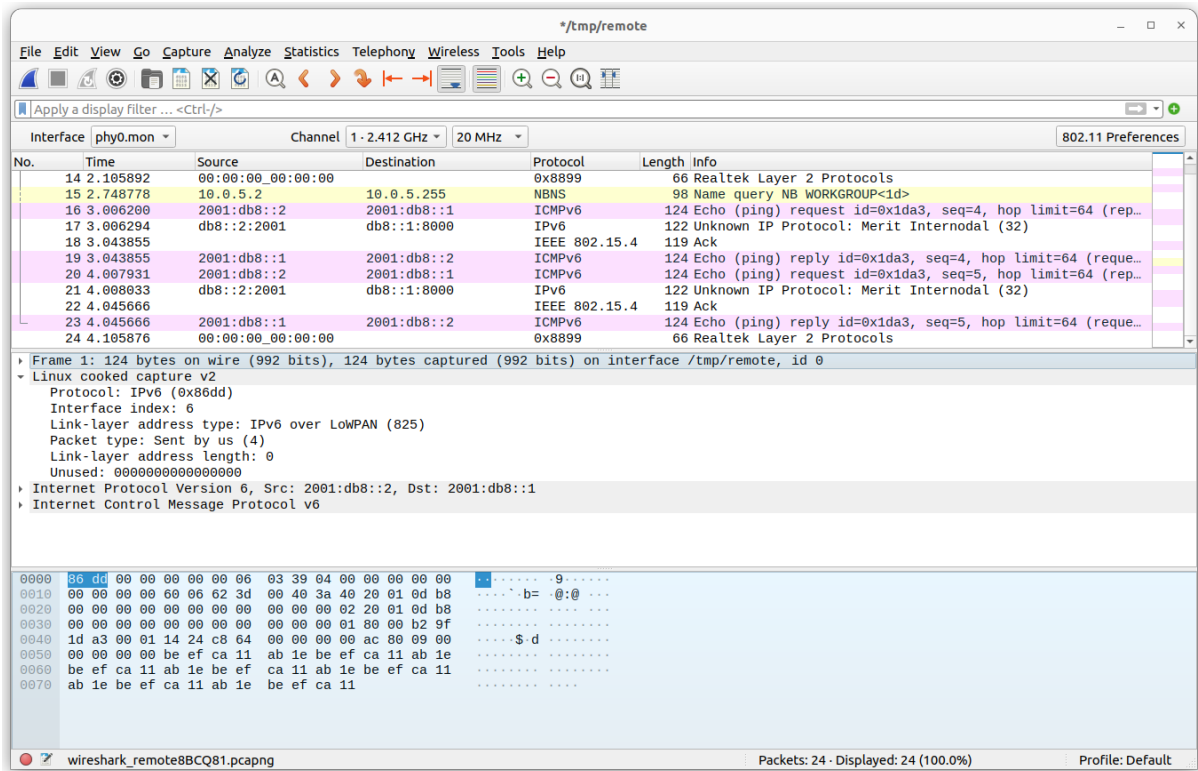 */tmp/remote
File Edit View Go Capture Analyze Statistics Telephony Wireless Tools Help
Apply a display filter … <Ctrl-/>
Interface phy0.mon Channel 1 · 2.412 GHz 20 MHz 802.11 Preferences
No. Time Source Destination Protocol Length Info
14 2.105892 00:00:00_00:00:00 0x8899 66 Realtek Layer 2 Protocols
15 2.748778 10.0.5.2 10.0.5.255 NBNS 98 Name query NB WORKGROUP<1d>
16 3.006200 2001:db8::2 2001:db8::1 ICMPv6 124 Echo (ping) request id=0x1da3, seq=4, hop limit=64 (rep…
17 3.006294 db8::2:2001 db8::1:8000 IPv6 122 Unknown IP Protocol: Merit Internodal (32)
18 3.043855 IEEE 802.15.4 119 Ack
19 3.043855 2001:db8::1 2001:db8::2 ICMPv6 124 Echo (ping) reply id=0x1da3, seq=4, hop limit=64 (reque…
20 4.007931 2001:db8::2 2001:db8::1 ICMPv6 124 Echo (ping) request id=0x1da3, seq=5, hop limit=64 (rep…
21 4.008033 db8::2:2001 db8::1:8000 IPv6 122 Unknown IP Protocol: Merit Internodal (32)
22 4.045666 IEEE 802.15.4 119 Ack
23 4.045666 2001:db8::1 2001:db8::2 ICMPv6 124 Echo (ping) reply id=0x1da3, seq=5, hop limit=64 (reque…
24 4.105876 00:00:00_00:00:00 0x8899 66 Realtek Layer 2 Protocols
Frame 1: 124 bytes on wire (992 bits), 124 bytes captured (992 bits) on interface /tmp/remote, id 0
Linux cooked capture v2
Protocol: IPv6 (0x86dd)
Interface index: 6
Link-layer address type: IPv6 over LoWPAN (825)
Packet type: Sent by us (4)
Link-layer address length: 0
Unused: 0000000000000000
Internet Protocol Version 6, Src: 2001:db8::2, Dst: 2001:db8::1
Internet Control Message Protocol v6
0000 86 dd 00 00 00 00 00 06 03 39 04 00 00 00 00 00 ········ ·9······
0010 00 00 00 00 60 06 62 3d 00 40 3a 40 20 01 0d b8 ····`·b= ·@:@ ···
0020 00 00 00 00 00 00 00 00 00 00 00 02 20 01 0d b8 ········ ···· ···
0030 00 00 00 00 00 00 00 00 00 00 00 01 80 00 b2 9f ········ ········
0040 1d a3 00 01 14 24 c8 64 00 00 00 00 ac 80 09 00 ·····$·d ········
0050 00 00 00 00 be ef ca 11 ab 1e be ef ca 11 ab 1e ········ ········
0060 be ef ca 11 ab 1e be ef ca 11 ab 1e be ef ca 11 ········ ········
0070 ab 1e be ef ca 11 ab 1e be ef ca 11 ········ ····
wireshark_remote8BCQ81.pcapng Packets: 24 · Displayed: 24 (100.0%) Profile: Default